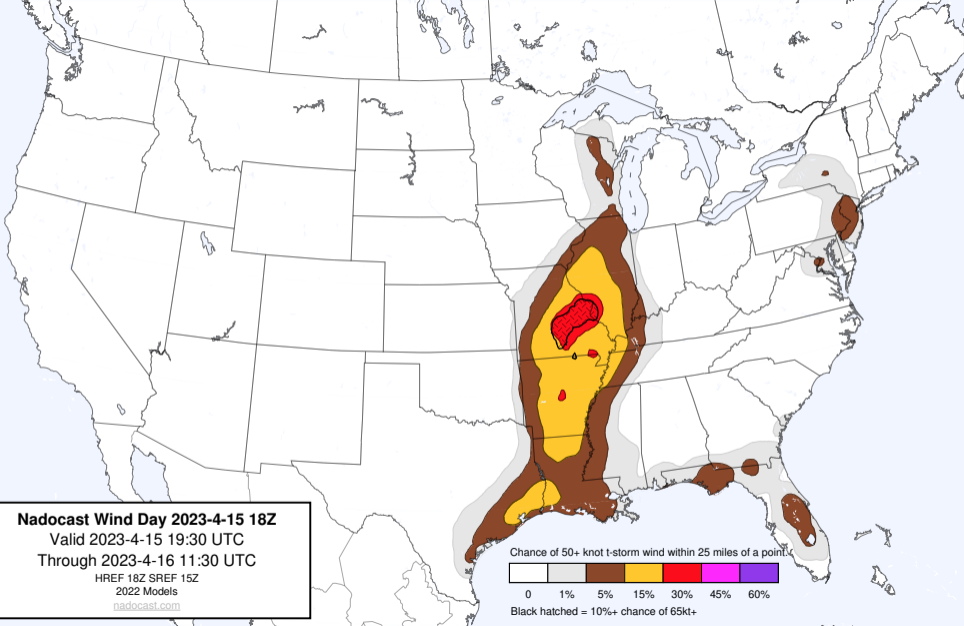 Nadocast Wind Day 2023-4-15 18Z
Valid 2023-4-15 19:30 UTC
Through 2023-4-16 11:30 UTC
HREF 18Z SREF 15Z
2022 Models
nadocast.com
Chance of 50+ knot t-storm wind within 25 miles of a point.
0 1% 5% 15% 30% 45% 60%
Black hatched = 10%+ chance of 65kt+